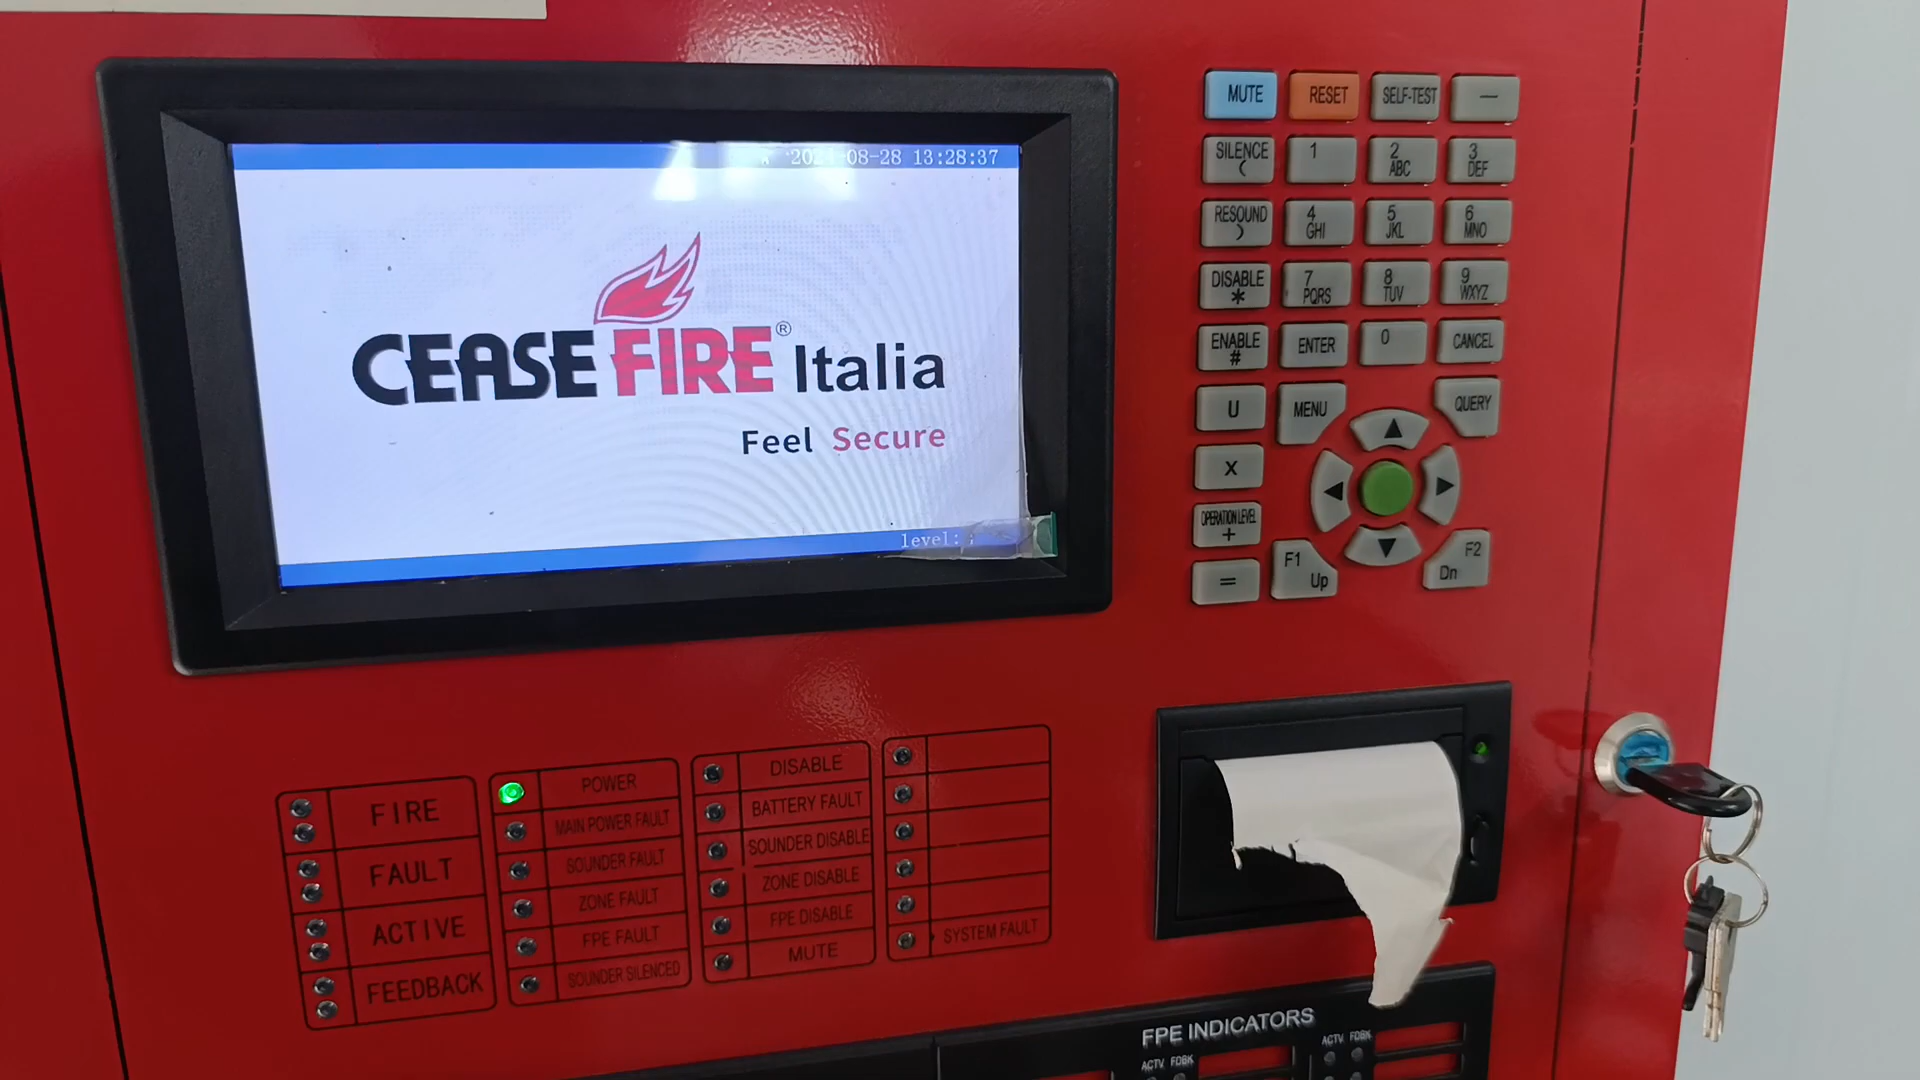 2024-08-28 13:28:37
CEASEFIRE® Italia
Feel Secure
level:
MUTE
RESET
SELF-TEST
—
SILENCE
(
1
2
ABC
3
DEF
RESOUND
)
4
GHI
5
JKL
6
MNO
DISABLE
*
7
PQRS
8
TUV
9
WXYZ
ENABLE
#
ENTER
0
CANCEL
U
MENU
QUERY
X
OPERATION LEVEL
+
=
F1
Up
F2
Dn
FIRE
FAULT
ACTIVE
FEEDBACK
POWER
MAIN POWER FAULT
SOUNDER FAULT
ZONE FAULT
FPE FAULT
SOUNDER SILENCED
DISABLE
BATTERY FAULT
SOUNDER DISABLE
ZONE DISABLE
FPE DISABLE
MUTE
SYSTEM FAULT
FPE INDICATORS
ACTV FDBK
ACTV FDBK